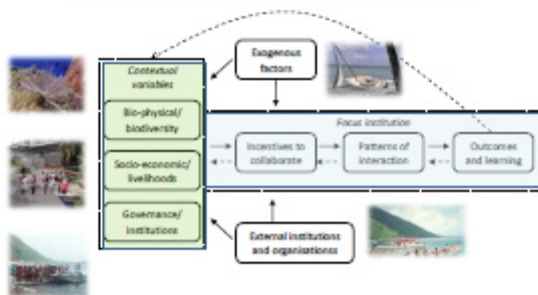 Exogenous
factors
Contextual
variables
Bio-physical/
biodiversity
Socio-economic/
livelihoods
Governance/
institutions
Focus institution
Incentives to
collaborate
Patterns of
interaction
Outcomes
and learning
External institutions
and organisationss